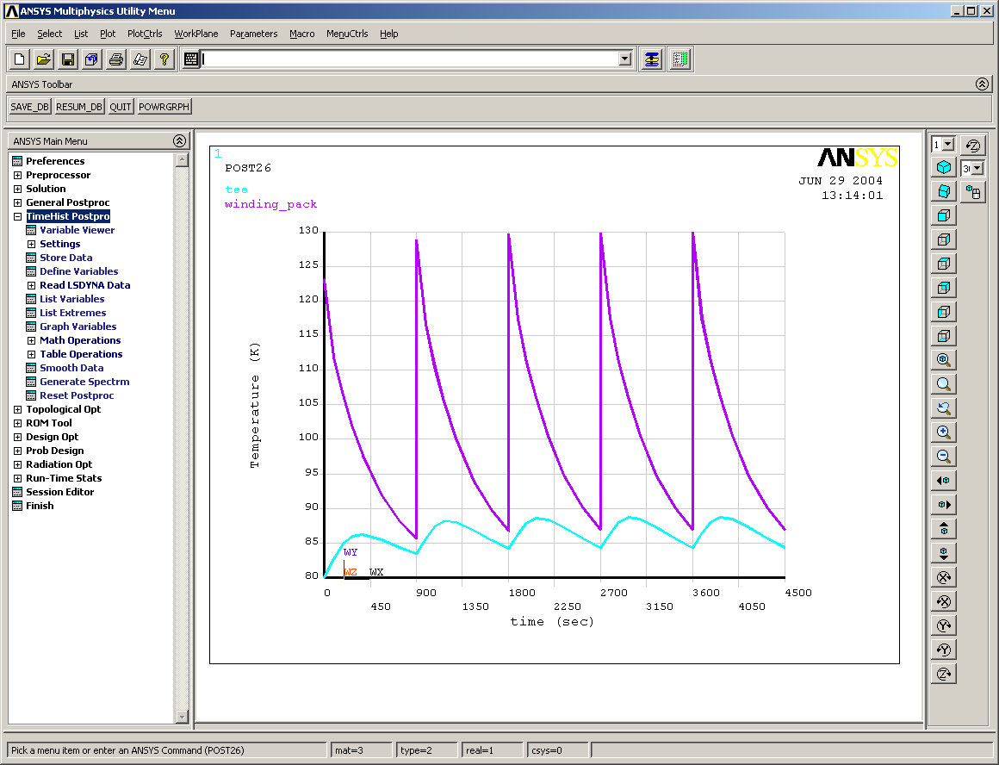 ANSYS Multiphysics Utility Menu
File Select List Plot PlotCtrls WorkPlane Parameters Macro MenuCtrls Help
ANSYS Toolbar
SAVE_DB RESUM_DB QUIT POWRGRPH
ANSYS Main Menu
Preferences
Preprocessor
Solution
General Postproc
TimeHist Postpro
Variable Viewer
Settings
Store Data
Define Variables
Read LSDYNA Data
List Variables
List Extremes
Graph Variables
Math Operations
Table Operations
Smooth Data
Generate Spectrm
Reset Postproc
Topological Opt
ROM Tool
Design Opt
Prob Design
Radiation Opt
Run-Time Stats
Session Editor
Finish
1
POST26
tee
winding_pack
ANSYS
JUN 29 2004
13:14:01
130
125
120
115
110
105
100
95
90
85
80
Temperature (K)
WY
WZ WX
0 900 1800 2700 3600 4500
450 1350 2250 3150 4050
time (sec)
1
Pick a menu item or enter an ANSYS Command (POST26) mat=3 type=2 real=1 csys=0